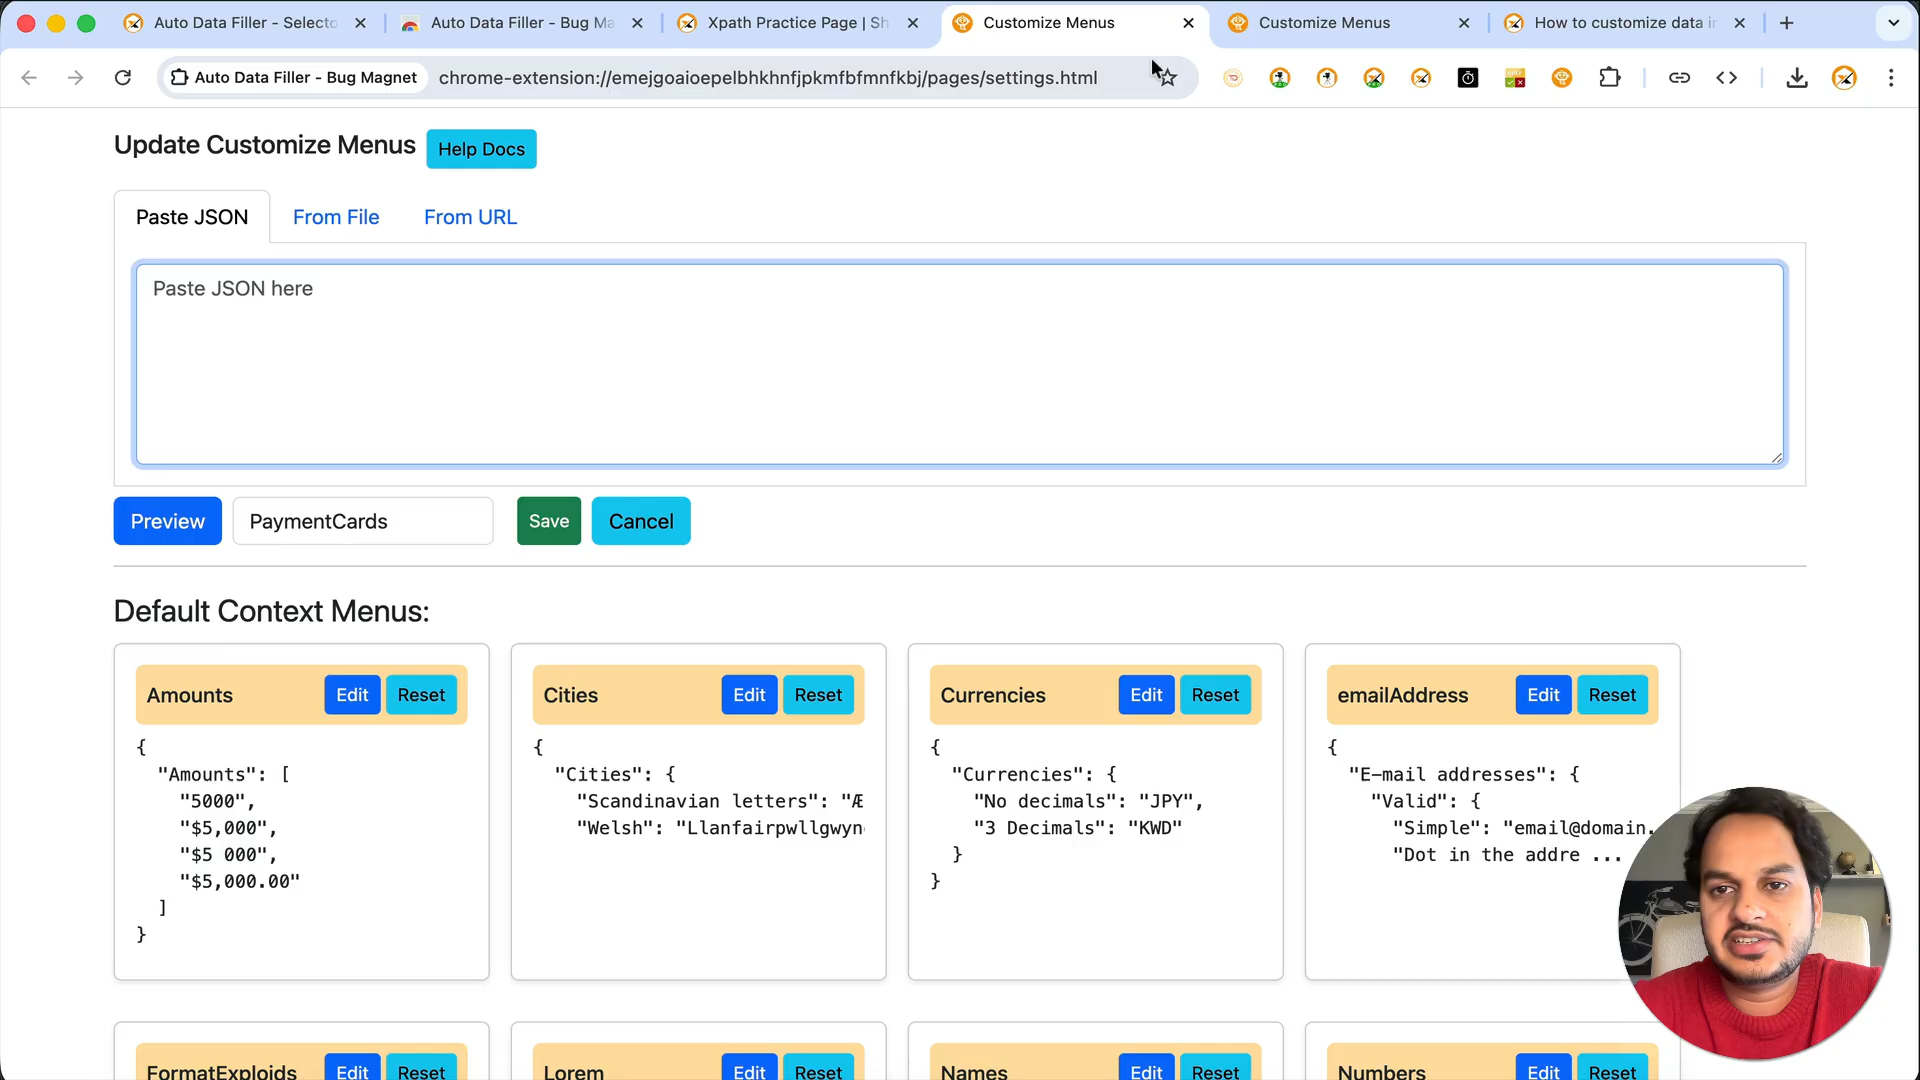 Auto Data Filler - Selecto
Auto Data Filler - Bug Ma
Xpath Practice Page | Sh
Customize Menus
Customize Menus
How to customize data in
Auto Data Filler - Bug Magnet
chrome-extension://emejgoaioepelbhkhnfjpkmfbfmnfkbj/pages/settings.html
Update Customize Menus
Help Docs
Paste JSON
From File
From URL
Paste JSON here
Preview
PaymentCards
Save
Cancel
Default Context Menus:
Amounts
Edit
Reset
{
"Amounts": [
"5000",
"$5,000",
"$5 000",
"$5,000.00"
]
}
Cities
Edit
Reset
{
"Cities": {
"Scandinavian letters": "Æ
"Welsh": "Llanfairpwllgwyn
Currencies
Edit
Reset
{
"Currencies": {
"No decimals": "JPY",
"3 Decimals": "KWD"
}
}
emailAddress
Edit
Reset
{
"E-mail addresses": {
"Valid": {
"Simple": "email@domain.
"Dot in the addre ...
FormatExploids
Edit
Reset
Lorem
Edit
Reset
Names
Edit
Reset
Numbers
Edit
Reset